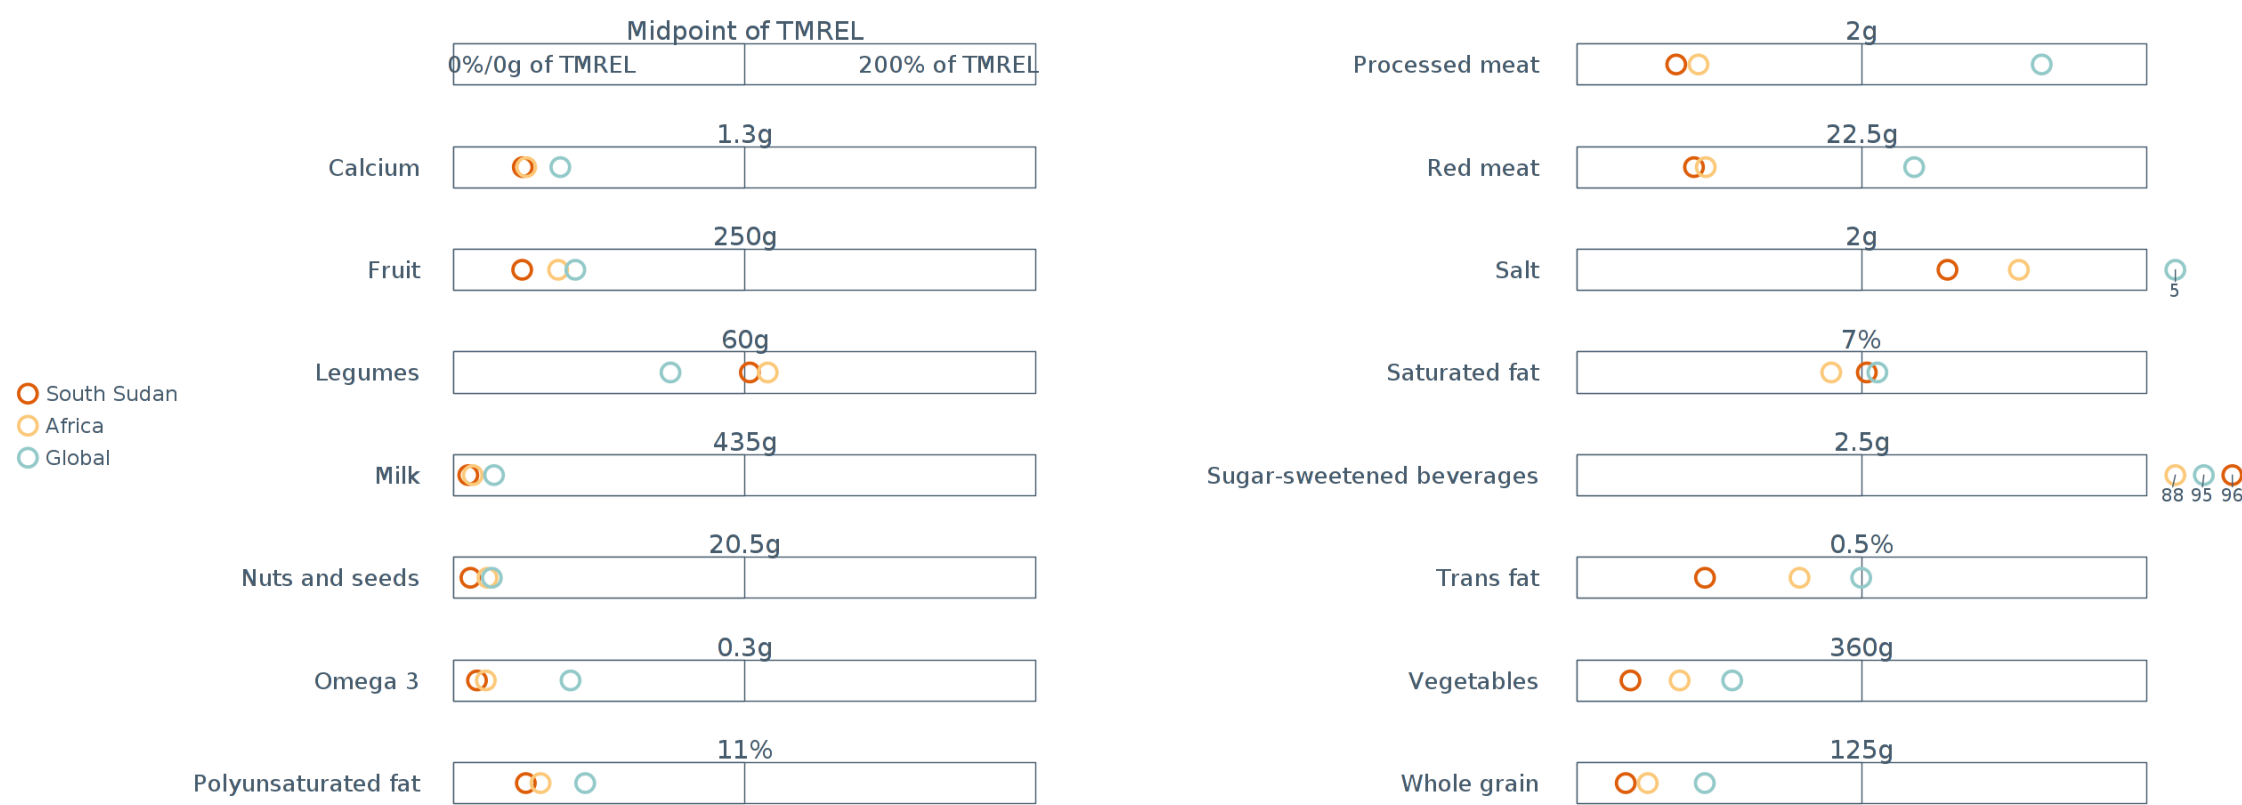 Midpoint of TMREL
0%/0g of TMREL
200% of TMREL
1.3g
Calcium
250g
Fruit
60g
Legumes
435g
Milk
20.5g
Nuts and seeds
0.3g
Omega 3
11%
Polyunsaturated fat
South Sudan
Africa
Global
2g
Processed meat
22.5g
Red meat
2g
Salt
5
7%
Saturated fat
2.5g
Sugar-sweetened beverages
88 95 96
0.5%
Trans fat
360g
Vegetables
125g
Whole grain